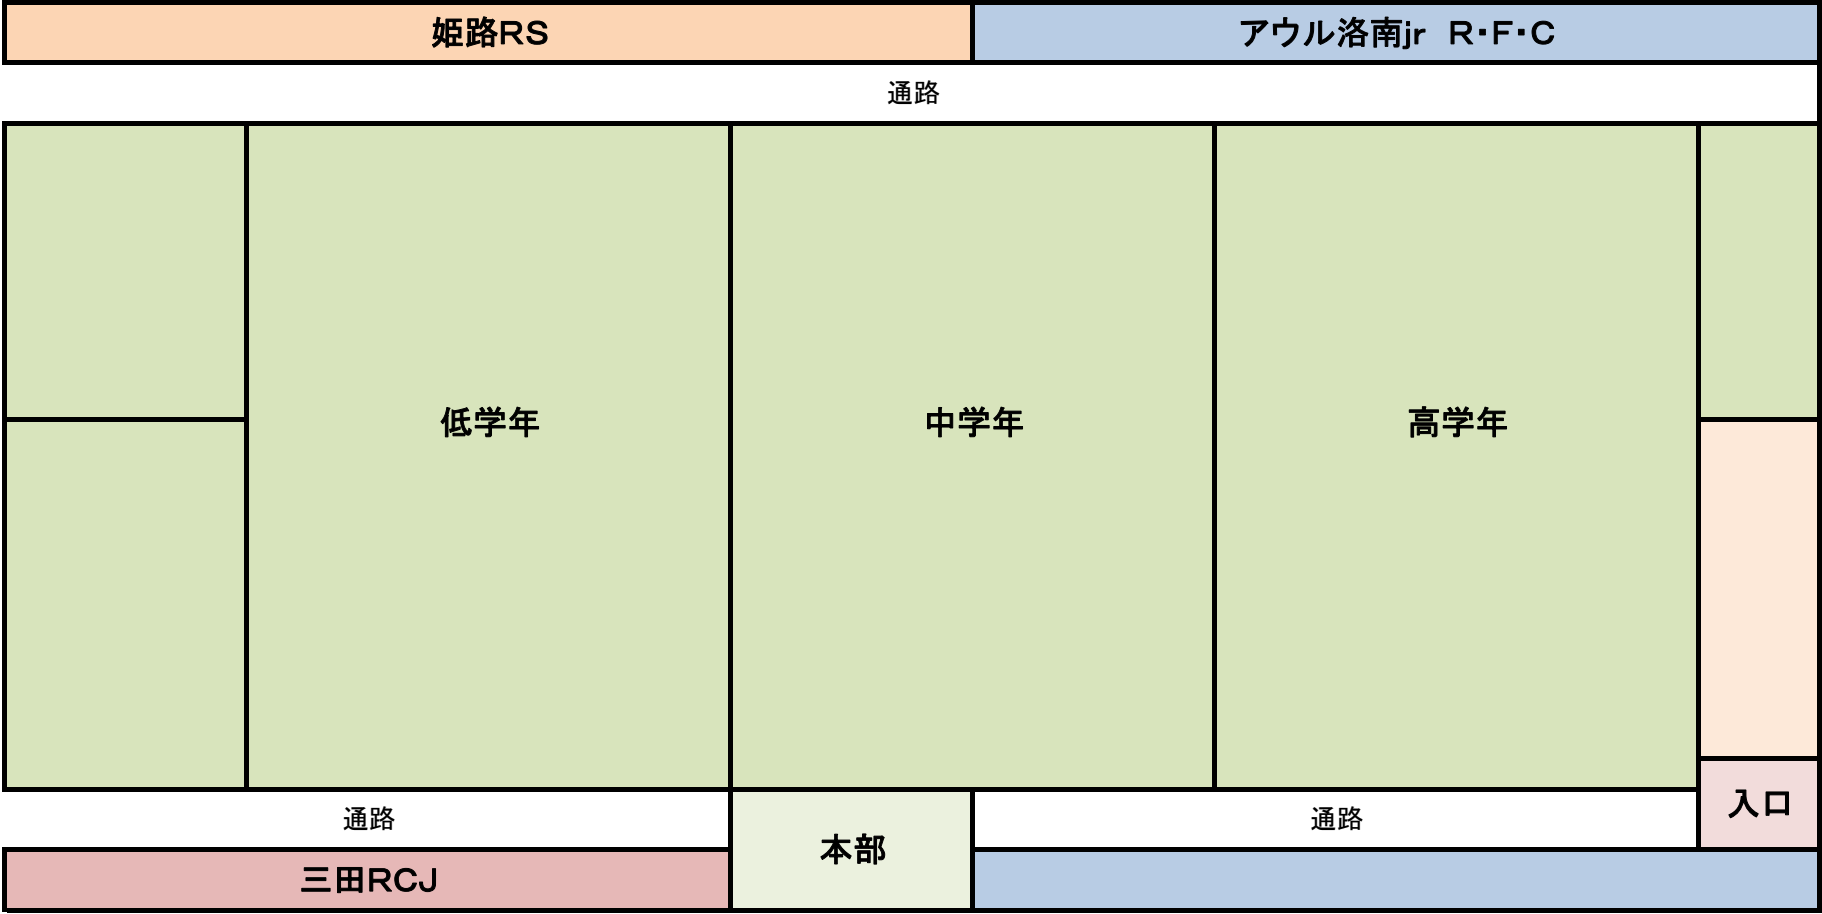 姫路RS
アウル洛南jr　R・F・C
通路
低学年
中学年
高学年
入口
通路
本部
通路
三田RCJ